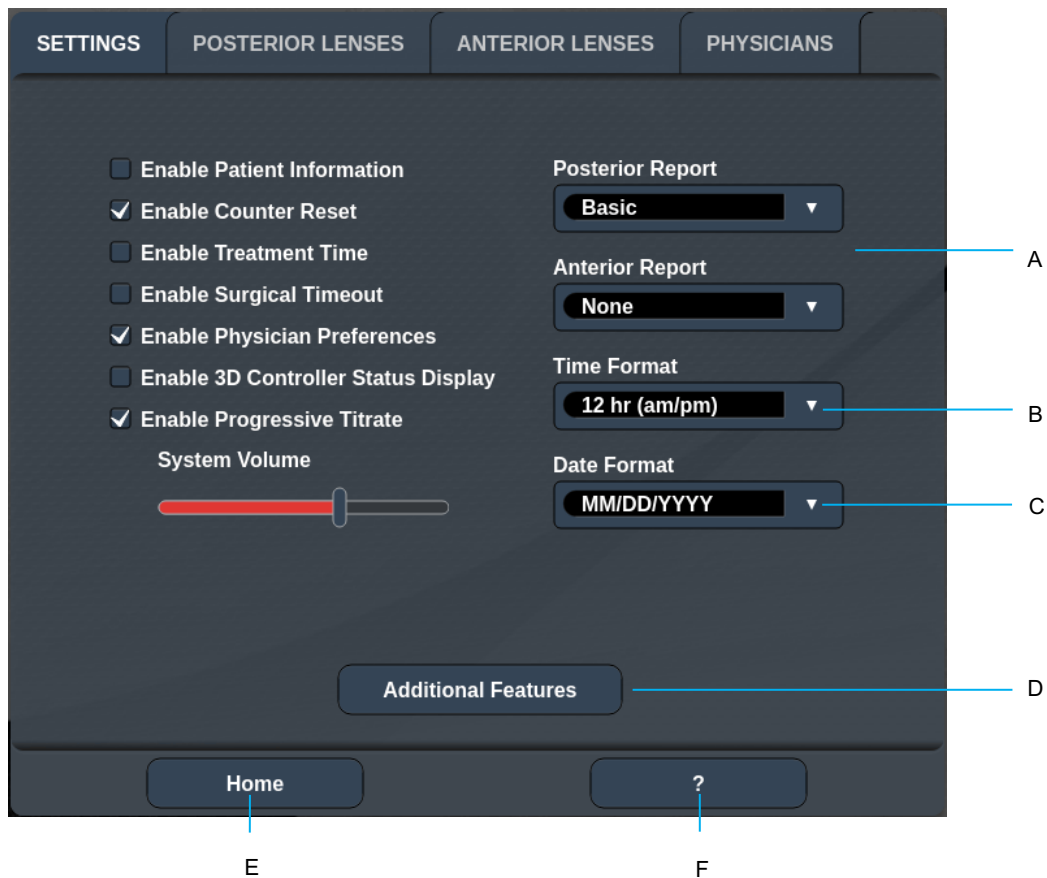 SETTINGS POSTERIOR LENSES ANTERIOR LENSES PHYSICIANS
Enable Patient Information
Enable Counter Reset
Enable Treatment Time
Enable Surgical Timeout
Enable Physician Preferences
Enable 3D Controller Status Display
Enable Progressive Titrate
System Volume
Posterior Report
Basic
A
Anterior Report
None
Time Format
12 hr (am/pm)
B
Date Format
MM/DD/YYYY
C
Additional Features
D
Home ?
E F